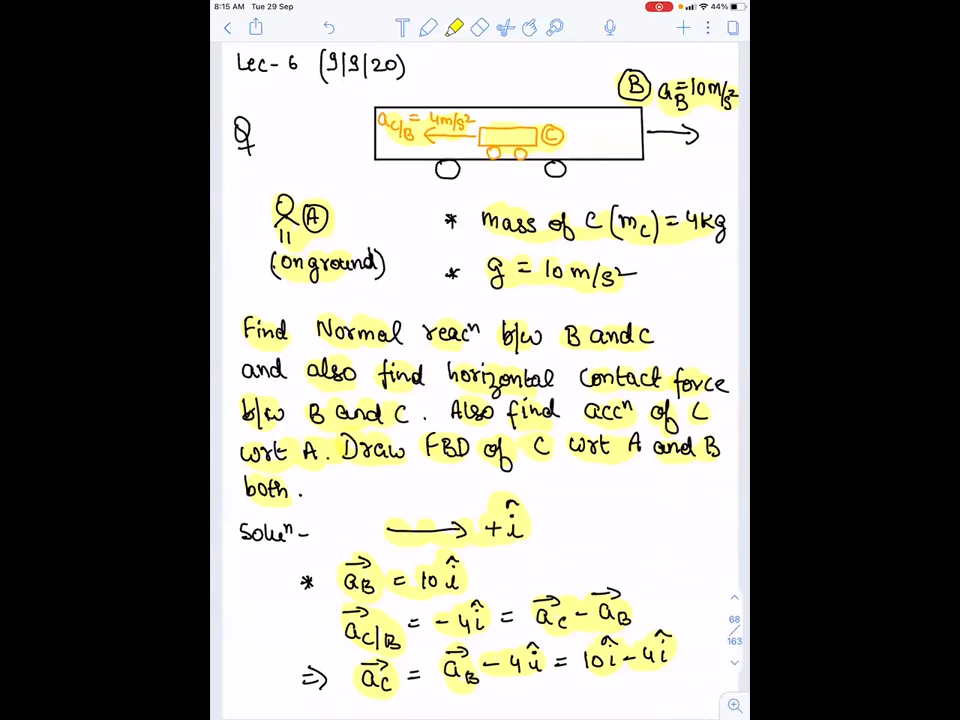 8:15 AM Tue 29 Sep 44%
Lec-6 (9/9/20)
B a_B = 10m/s²
Q
a_C/B = 4m/s² C
A
(on ground)
* mass of C (m_C) = 4kg
* g = 10 m/s²
Find Normal reacⁿ b/w B and C
and also find horizontal contact force
b/w B and C. Also find accⁿ of C
wrt A. Draw FBD of C wrt A and B
both.
Soluⁿ- → +î
* a⃗_B = 10î
a⃗_C/B = -4î = a⃗_C - a⃗_B
⇒ a⃗_C = a⃗_B - 4î = 10î - 4î
68
/
163